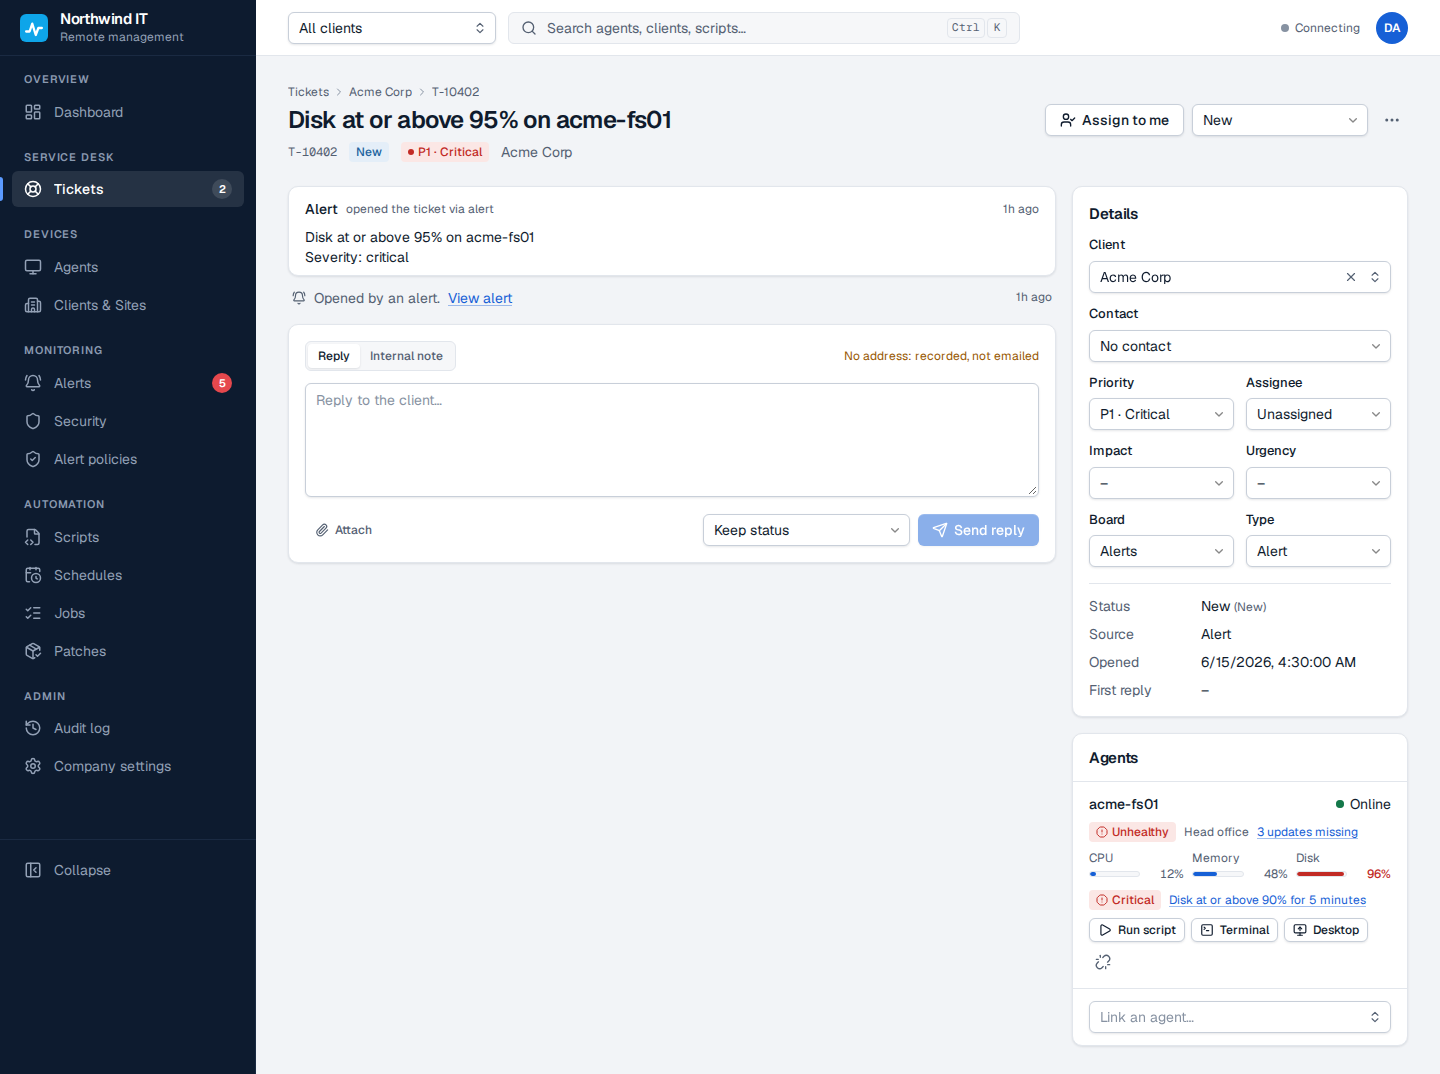 Northwind IT
Remote management
OVERVIEW
Dashboard
SERVICE DESK
Tickets 2
DEVICES
Agents
Clients & Sites
MONITORING
Alerts 5
Security
Alert policies
AUTOMATION
Scripts
Schedules
Jobs
Patches
ADMIN
Audit log
Company settings
Collapse
All clients
Search agents, clients, scripts...
Ctrl K
Connecting
DA
Tickets > Acme Corp > T-10402
Disk at or above 95% on acme-fs01
T-10402 New P1 · Critical Acme Corp
Assign to me
New
Alert opened the ticket via alert 1h ago
Disk at or above 95% on acme-fs01
Severity: critical
Opened by an alert. View alert 1h ago
Reply Internal note No address: recorded, not emailed
Reply to the client...
Attach
Keep status
Send reply
Details
Client
Acme Corp
Contact
No contact
Priority Assignee
P1 · Critical Unassigned
Impact Urgency
– –
Board Type
Alerts Alert
Status New (New)
Source Alert
Opened 6/15/2026, 4:30:00 AM
First reply –
Agents
acme-fs01 Online
Unhealthy Head office 3 updates missing
CPU Memory Disk
12% 48% 96%
Critical Disk at or above 90% for 5 minutes
Run script Terminal Desktop
Link an agent...